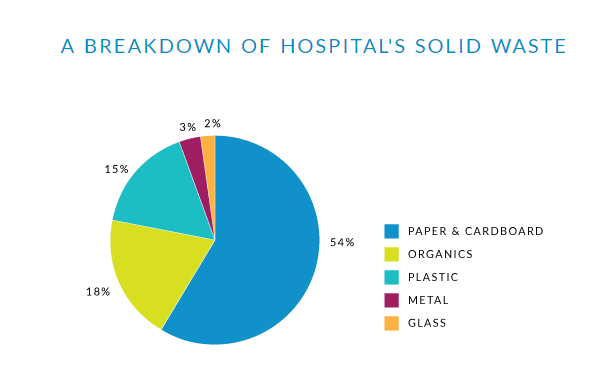 A BREAKDOWN OF HOSPITAL'S SOLID WASTE
3% 2%
15%
54%
18%
PAPER & CARDBOARD
ORGANICS
PLASTIC
METAL
GLASS